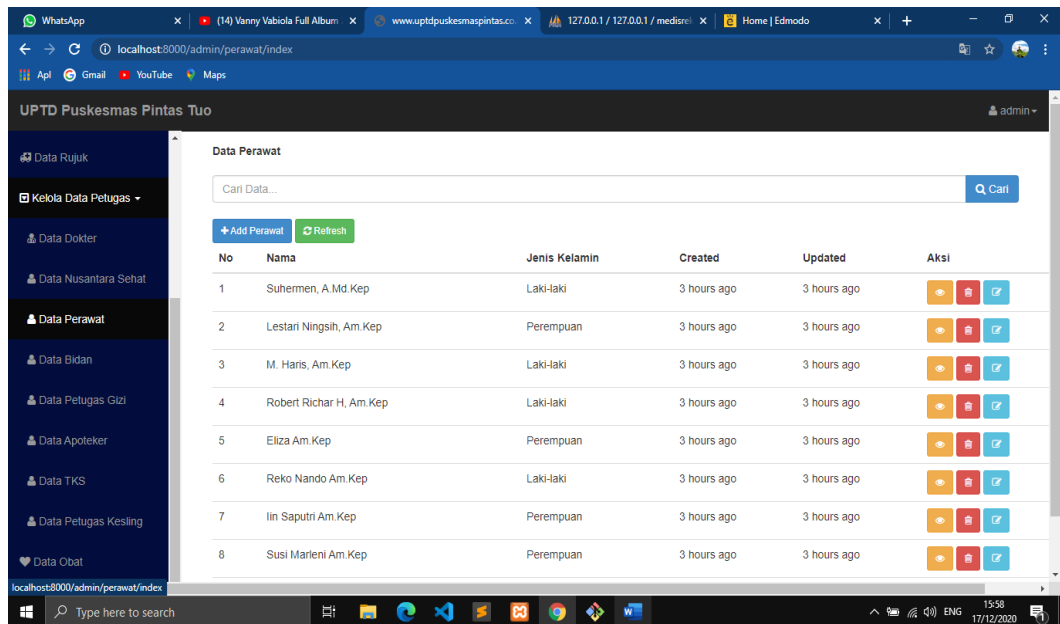 WhatsApp
(14) Vanny Vabiola Full Album
www.uptdpuskesmaspintas.co
127.0.0.1 / 127.0.0.1 / medisrek
Home | Edmodo
localhost:8000/admin/perawat/index
Apl Gmail YouTube Maps
UPTD Puskesmas Pintas Tuo
admin
Data Rujuk
Kelola Data Petugas
Data Dokter
Data Nusantara Sehat
Data Perawat
Data Bidan
Data Petugas Gizi
Data Apoteker
Data TKS
Data Petugas Kesling
Data Obat
Data Perawat
Cari Data...
Cari
Add Perawat Refresh
No Nama Jenis Kelamin Created Updated Aksi
1 Suhermen, A.Md.Kep Laki-laki 3 hours ago 3 hours ago
2 Lestari Ningsih, Am.Kep Perempuan 3 hours ago 3 hours ago
3 M. Haris, Am.Kep Laki-laki 3 hours ago 3 hours ago
4 Robert Richar H, Am.Kep Laki-laki 3 hours ago 3 hours ago
5 Eliza Am.Kep Perempuan 3 hours ago 3 hours ago
6 Reko Nando Am.Kep Laki-laki 3 hours ago 3 hours ago
7 Iin Saputri Am.Kep Perempuan 3 hours ago 3 hours ago
8 Susi Marleni Am.Kep Perempuan 3 hours ago 3 hours ago
localhost:8000/admin/perawat/index
Type here to search
ENG
15:58
17/12/2020